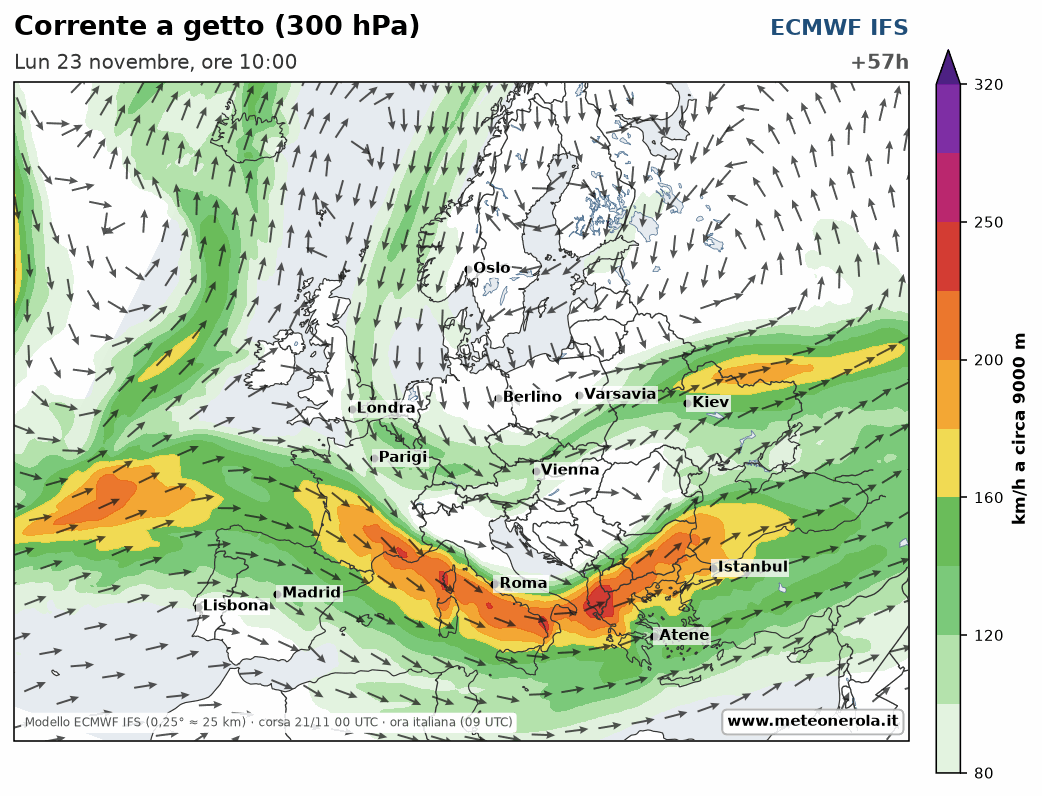 Corrente a getto (300 hPa)
ECMWF IFS
Lun 23 novembre, ore 10:00
+57h
320
250
200
160
120
80
km/h a circa 9000 m
Oslo
Londra
Berlino
Varsavia
Kiev
Parigi
Vienna
Istanbul
Roma
Madrid
Lisbona
Atene
Modello ECMWF IFS (0,25° ≈ 25 km) · corsa 21/11 00 UTC · ora italiana (09 UTC)
www.meteonerola.it